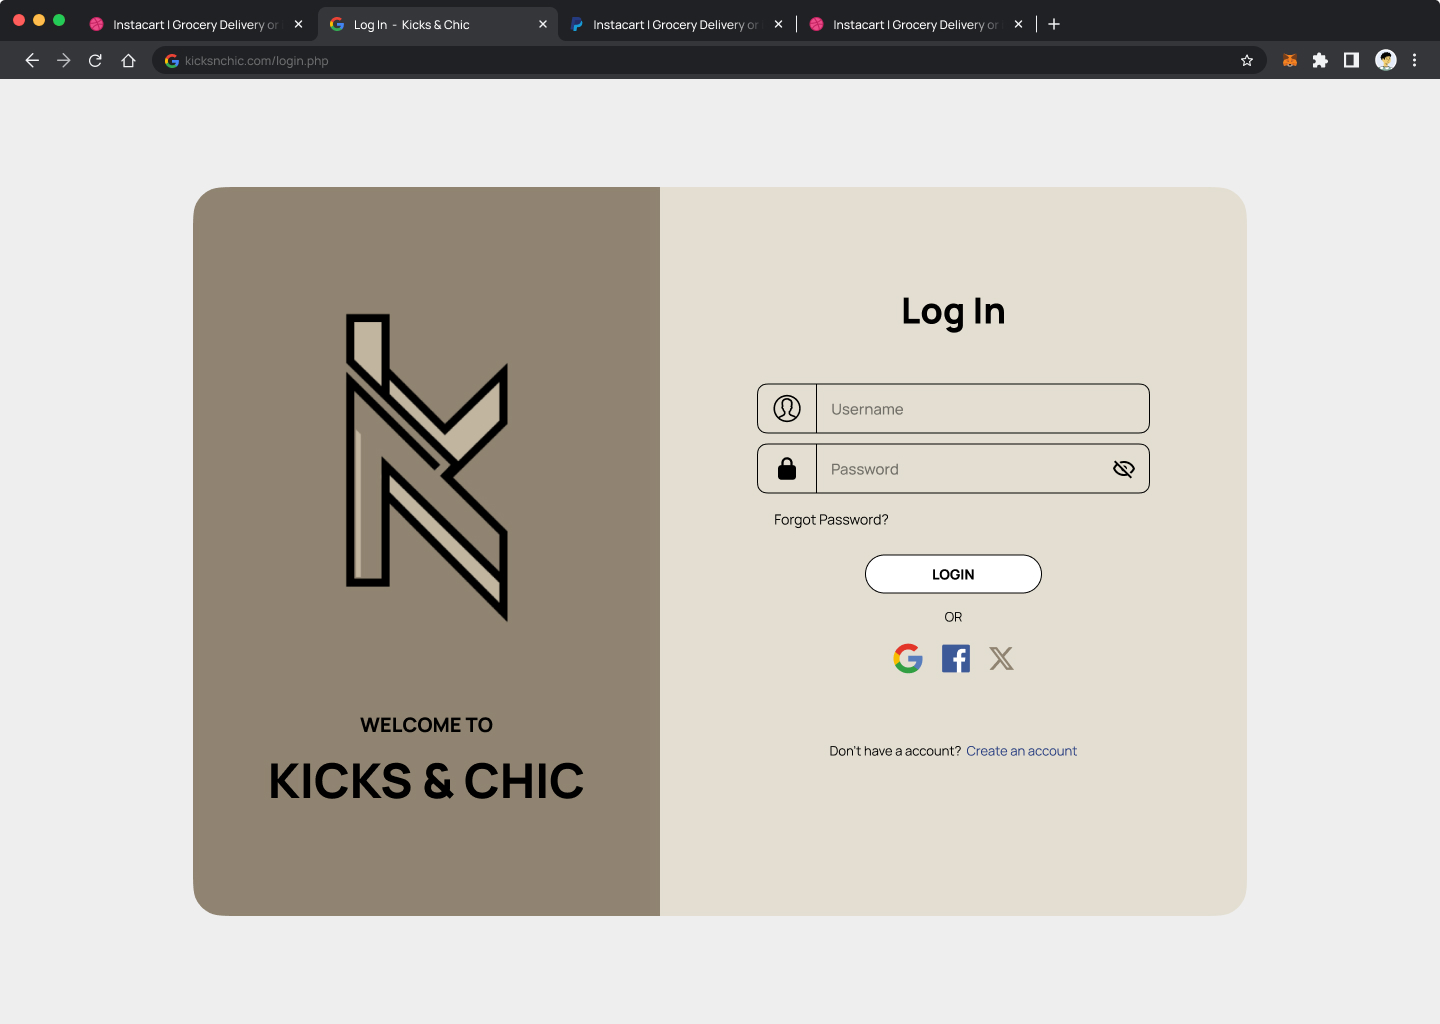 Instacart | Grocery Delivery or
Log In - Kicks & Chic
Instacart | Grocery Delivery or
Instacart | Grocery Delivery or
kicksnchic.com/login.php
WELCOME TO
KICKS & CHIC
Log In
Username
Password
Forgot Password?
LOGIN
OR
Don't have a account? Create an account